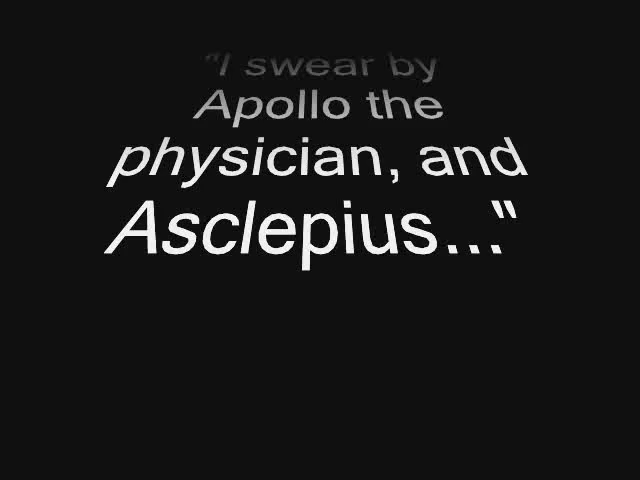 "I swear by
Apollo the
physician, and
Asclepius..."